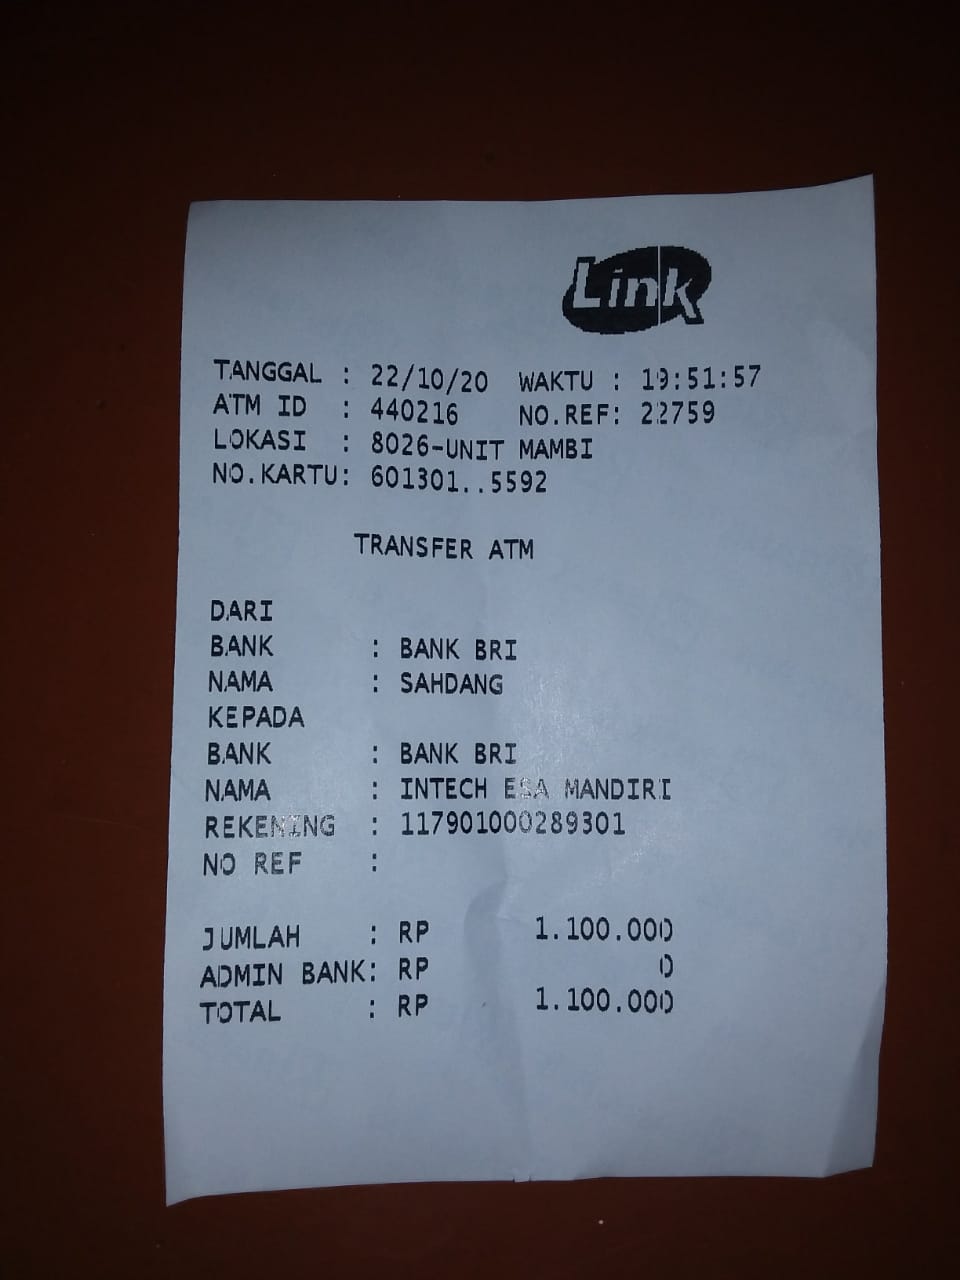 Link
TANGGAL : 22/10/20 WAKTU : 19:51:57
ATM ID : 440216 NO.REF: 22759
LOKASI : 8026-UNIT MAMBI
NO.KARTU: 601301..5592
TRANSFER ATM
DARI
BANK : BANK BRI
NAMA : SAHDANG
KEPADA
BANK : BANK BRI
NAMA : INTECH ESA MANDIRI
REKENING : 117901000289301
NO REF :
JUMLAH : RP 1.100.000
ADMIN BANK: RP 0
TOTAL : RP 1.100.000